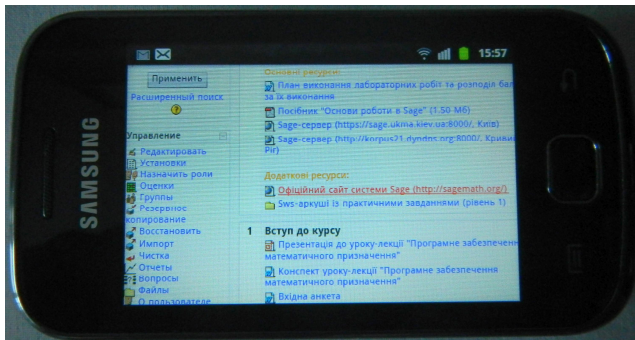 SAMSUNG
15:57
Применить
Расширенный поиск
Управление
Редактировать
Установки
Назначить роли
Оценки
Группы
Резервное
копирование
Восстановить
Импорт
Чистка
Отчеты
Вопросы
Файлы
О пользователе
Основні ресурси:
План виконання лабораторних робіт та розподіл бал
за їх виконання
Посібник "Основи роботи в Sage" (1.50 Мб)
Sage-сервер (https://sage.ukma.kiev.ua:8000/, Київ)
Sage-сервер (http://korpus21.dyndns.org:8000/, Криви
Ріг)
Додаткові ресурси:
Офіційний сайт системи Sage (http://sagemath.org/)
Sws-аркуші із практичними завданнями (рівень 1)
1 Вступ до курсу
Презентація до уроку-лекції "Програмне забезпечен
математичного призначення"
Конспект уроку-лекції "Програмне забезпечення
математичного призначення"
Вхідна анкета